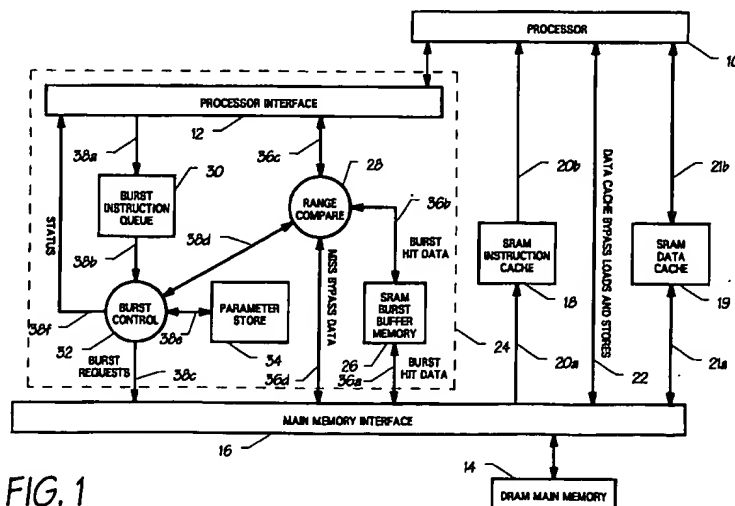 PROCESSOR
10
PROCESSOR INTERFACE
12
38a
36c
28
30
BURST
INSTRUCTION
QUEUE
RANGE
COMPARE
20b
DATA CACHE BYPASS LOADS AND STORES
21b
STATUS
38b
38d
36b
MISS BYPASS DATA
BURST
HIT DATA
SRAM
INSTRUCTION
CACHE
18
SRAM
DATA
CACHE
19
BURST
CONTROL
PARAMETER
STORE
SRAM
BURST
BUFFER
MEMORY
38f
38e
32
34
26
24
BURST
REQUESTS
38c
36d
36a
BURST
HIT DATA
20a
22
21a
MAIN MEMORY INTERFACE
16
14
DRAM MAIN MEMORY
FIG. 1